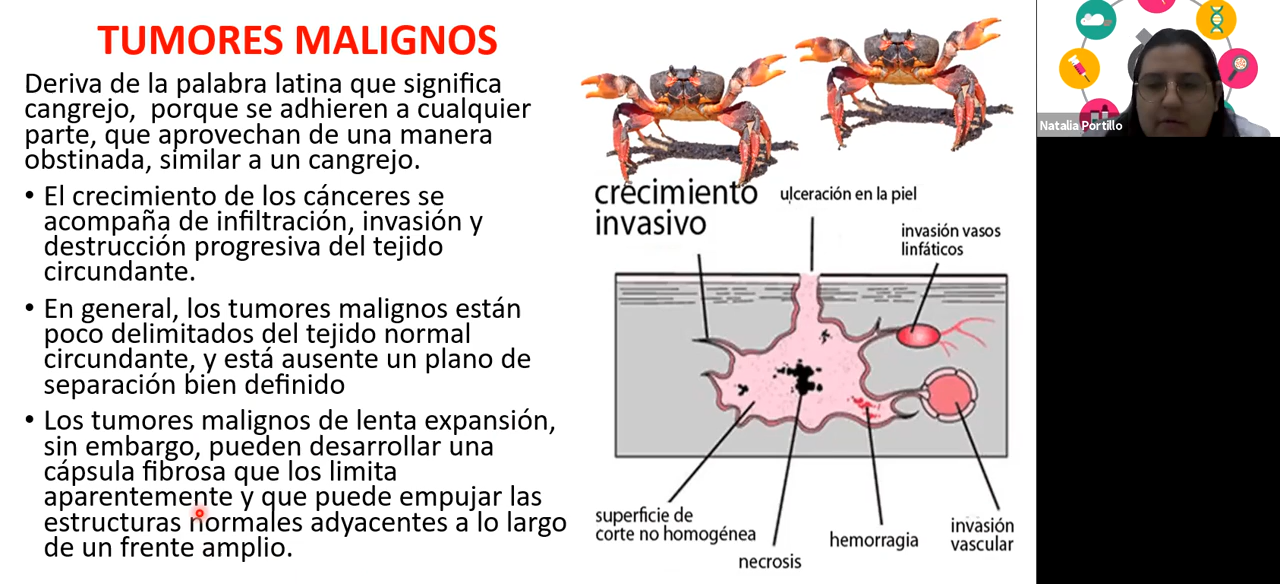 TUMORES MALIGNOS
Deriva de la palabra latina que significa
cangrejo, porque se adhieren a cualquier
parte, que aprovechan de una manera
obstinada, similar a un cangrejo.
• El crecimiento de los cánceres se
acompaña de infiltración, invasión y
destrucción progresiva del tejido
circundante.
• En general, los tumores malignos están
poco delimitados del tejido normal
circundante, y está ausente un plano de
separación bien definido
• Los tumores malignos de lenta expansión,
sin embargo, pueden desarrollar una
cápsula fibrosa que los limita
aparentemente y que puede empujar las
estructuras normales adyacentes a lo largo
de un frente amplio.
crecimiento
invasivo
ulceración en la piel
invasión vasos
linfáticos
superficie de
corte no homogénea
necrosis
hemorragia
invasión
vascular
Natalia Portillo